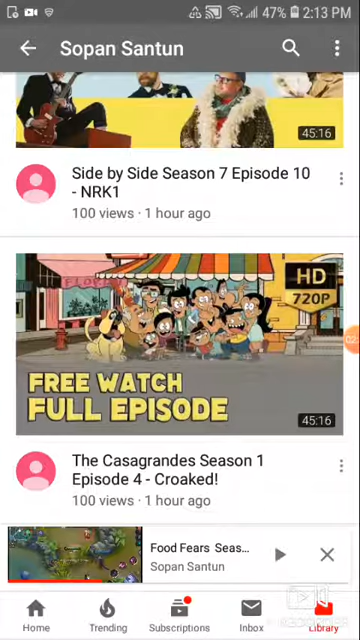 47% 2:13 PM
Sopan Santun
45:16
Side by Side Season 7 Episode 10
- NRK1
100 views · 1 hour ago
HD
720P
FREE WATCH
FULL EPISODE
45:16
The Casagrandes Season 1
Episode 4 - Croaked!
100 views · 1 hour ago
Food Fears Seas...
Sopan Santun
Home
Trending
Subscriptions
Inbox
Library